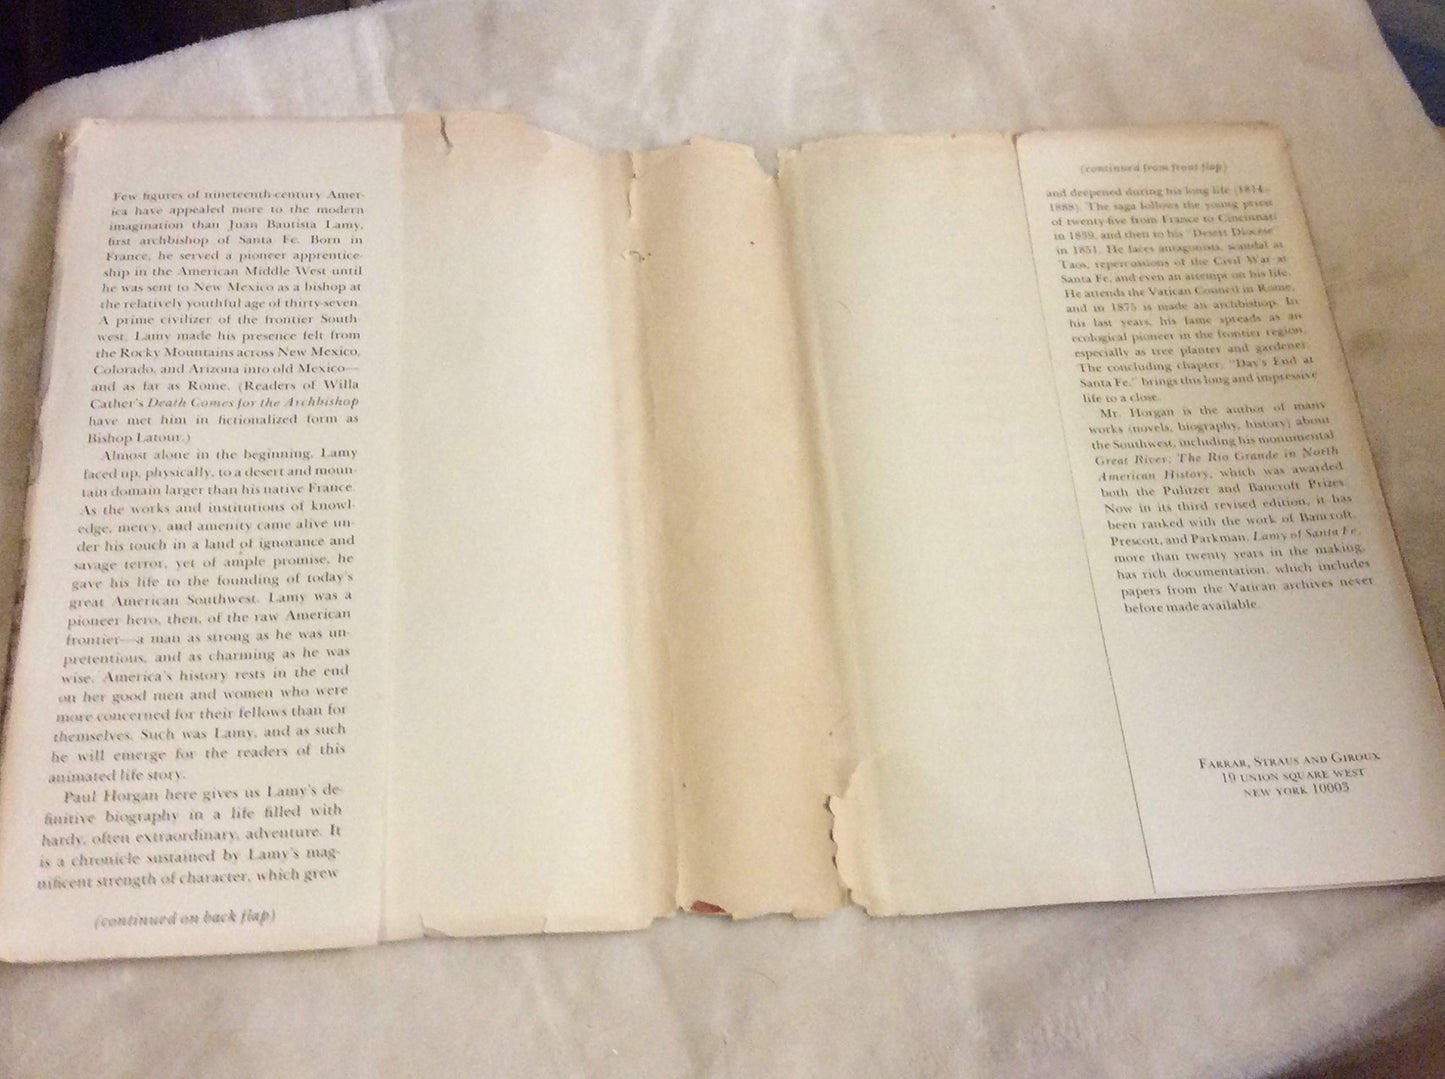 Few figures of nineteenth-century Amer-
ica have appealed more to the modern
imagination than Juan Bautista Lamy,
first archbishop of Santa Fe. Born in
France, he served a pioneer apprentice-
ship in the American Middle West until
he was sent to New Mexico as a bishop at
the relatively youthful age of thirty-seven.
A prime civilizer of the frontier South-
west, Lamy made his presence felt from
the Rocky Mountains across New Mexico,
Colorado, and Arizona into old Mexico—
and as far as Rome. (Readers of Willa
Cather's Death Comes for the Archbishop
have met him in fictionalized form as
Bishop Latour.)
Almost alone in the beginning, Lamy
faced up, physically, to a desert and moun-
tain domain larger than his native France.
As the works and institutions of knowl-
edge, mercy, and amenity came alive un-
der his touch in a land of ignorance and
savage terror, yet of ample promise, he
gave his life to the founding of today's
great American Southwest. Lamy was a
pioneer hero, then, of the raw American
frontier—a man as strong as he was un-
pretentious, and as charming as he was
wise. America's history rests in the end
on her good men and women who were
more concerned for their fellows than for
themselves. Such was Lamy, and as such
he will emerge for the readers of this
animated life story.
Paul Horgan here gives us Lamy's de-
finitive biography in a life filled with
hardy, often extraordinary, adventure. It
is a chronicle sustained by Lamy's mag-
nificent strength of character, which grew
(continued on back flap)
(continued from front flap)
and deepened during his long life (1814–
1888). The saga follows the young priest
of twenty-five from France to Cincinnati
in 1839, and then to his "Desert Diocese"
in 1851. He faces antagonists, scandal at
Taos, repercussions of the Civil War at
Santa Fe, and even an attempt on his life.
He attends the Vatican Council in Rome,
and in 1875 is made an archbishop. In
his last years, his fame spreads as an
ecological pioneer in the frontier region,
especially as tree planter and gardener.
The concluding chapter, "Day's End at
Santa Fe," brings this long and impressive
life to a close.
Mr. Horgan is the author of many
works (novels, biography, history) about
the Southwest, including his monumental
Great River: The Rio Grande in North
American History, which was awarded
both the Pulitzer and Bancroft Prizes.
Now in its third revised edition, it has
been ranked with the work of Bancroft,
Prescott, and Parkman. Lamy of Santa Fe,
more than twenty years in the making,
has rich documentation, which includes
papers from the Vatican archives never
before made available.
FARRAR, STRAUS AND GIROUX
19 UNION SQUARE WEST
NEW YORK 10003